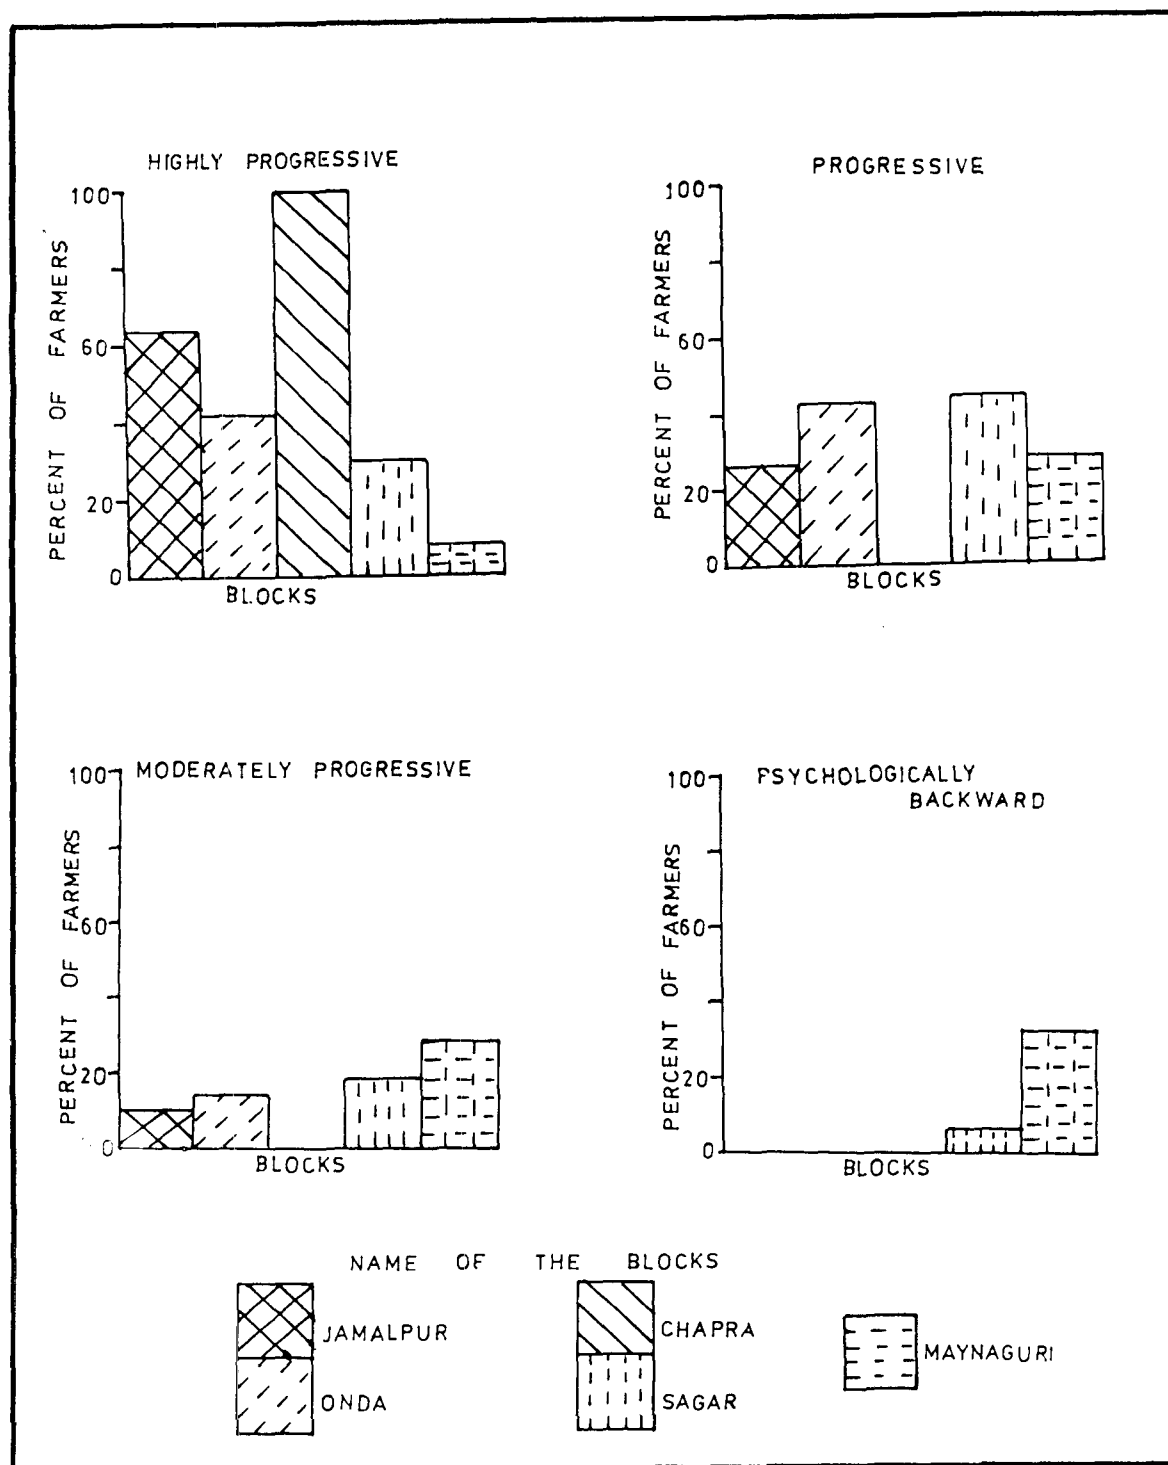 HIGHLY PROGRESSIVE
100
60
20
0
PERCENT OF FARMERS
BLOCKS
PROGRESSIVE
100
60
20
0
PERCENT OF FARMERS
BLOCKS
MODERATELY PROGRESSIVE
100
60
20
0
PERCENT OF FARMERS
BLOCKS
PSYCHOLOGICALLY
BACKWARD
100
60
20
0
PERCENT OF FARMERS
BLOCKS
NAME OF THE BLOCKS
JAMALPUR
ONDA
CHAPRA
SAGAR
MAYNAGURI